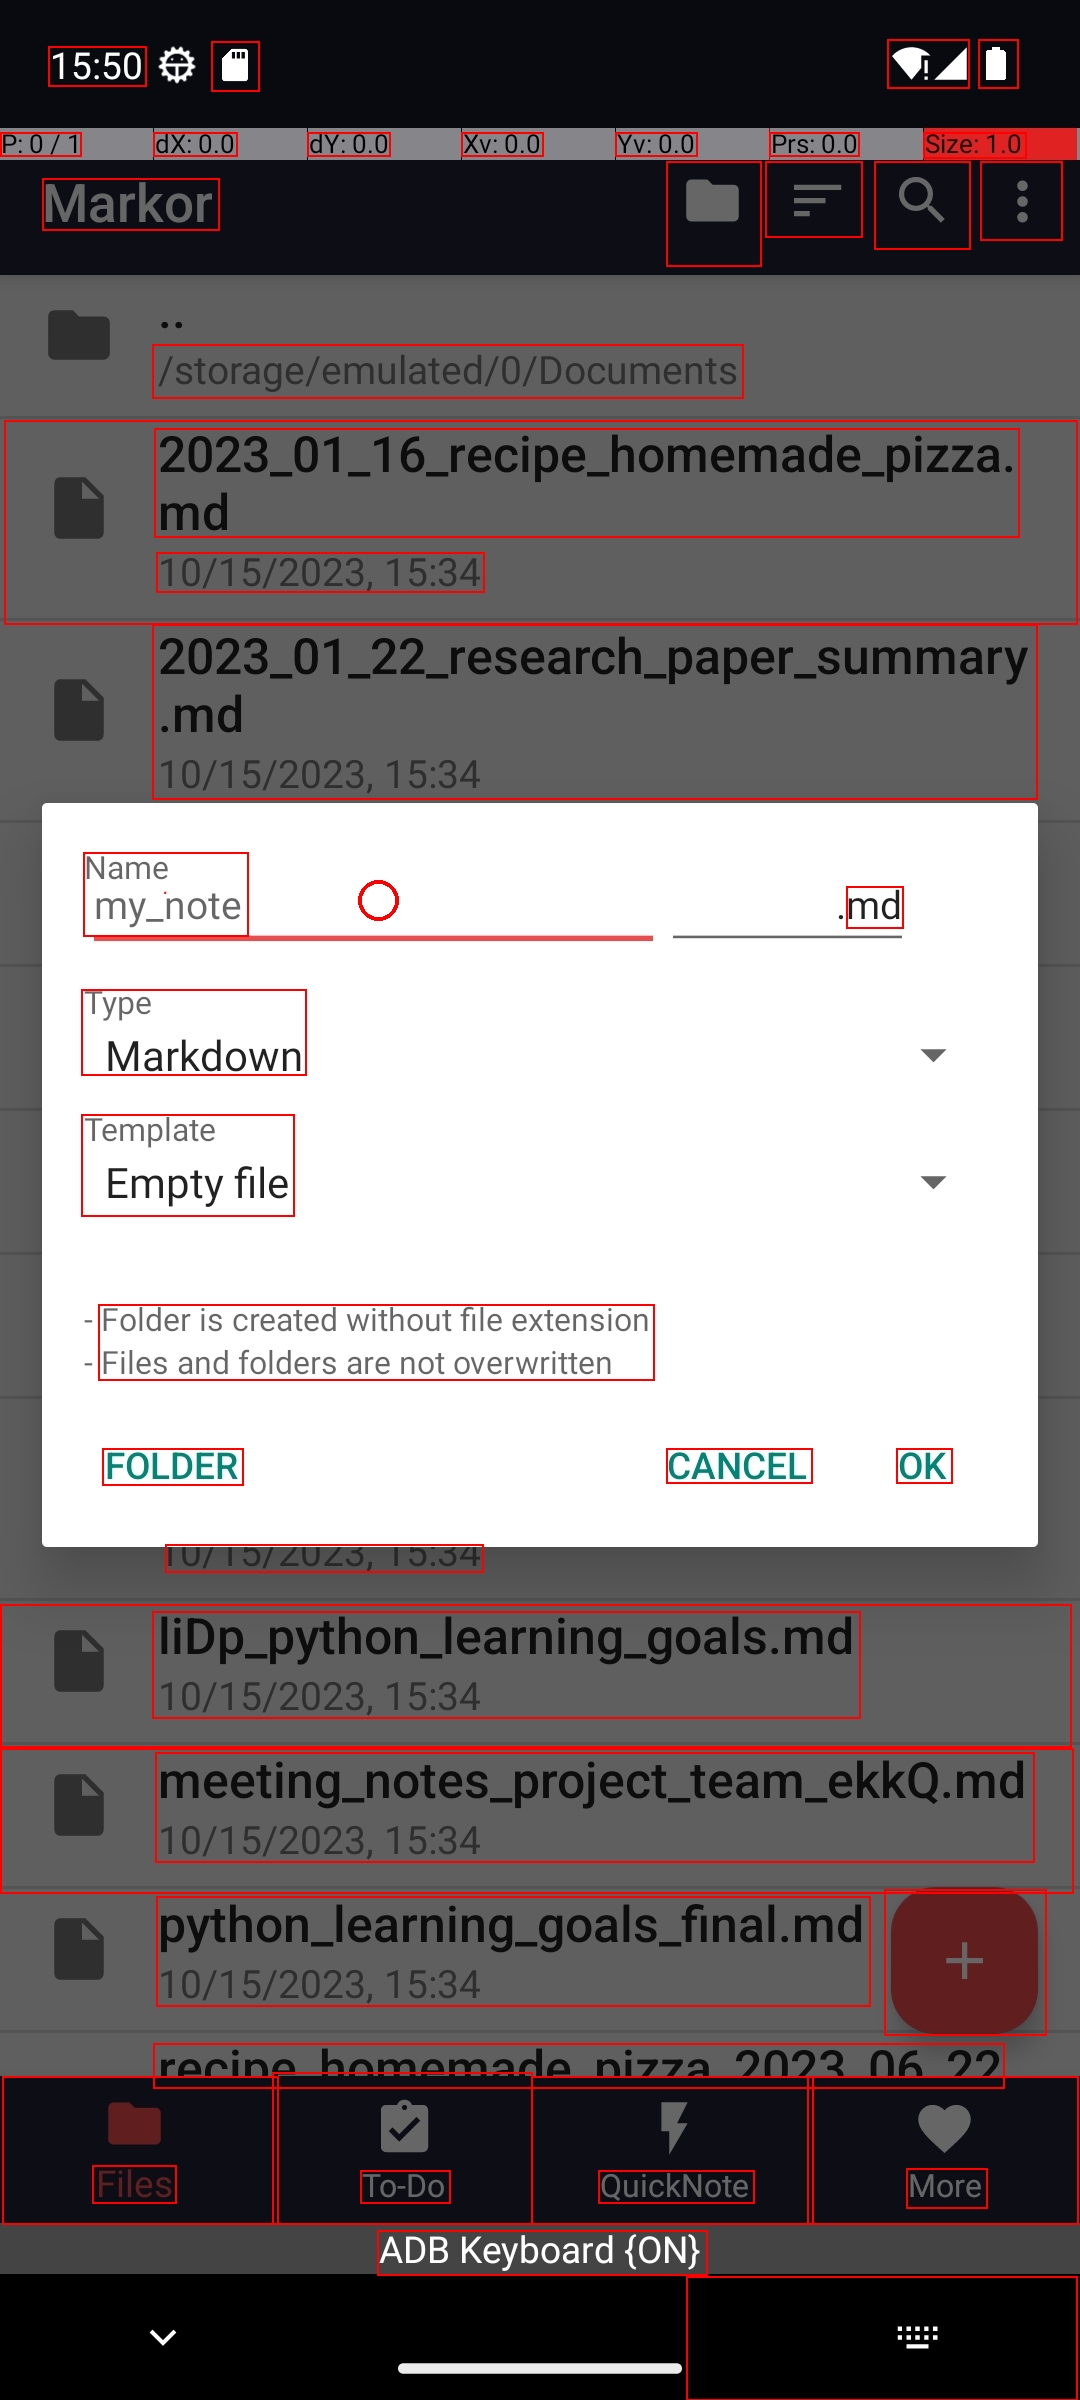 15:50
P: 0 / 1 dX: 0.0 dY: 0.0 Xv: 0.0 Yv: 0.0 Prs: 0.0 Size: 1.0
Markor
..
/storage/emulated/0/Documents
2023_01_16_recipe_homemade_pizza.
md
10/15/2023, 15:34
2023_01_22_research_paper_summary
.md
10/15/2023, 15:34
Name
my_note .md
Type
Markdown
Template
Empty file
- Folder is created without file extension
- Files and folders are not overwritten
FOLDER CANCEL OK
10/15/2023, 15:34
liDp_python_learning_goals.md
10/15/2023, 15:34
meeting_notes_project_team_ekkQ.md
10/15/2023, 15:34
python_learning_goals_final.md
10/15/2023, 15:34
recipe_homemade_pizza_2023_06_22
Files To-Do QuickNote More
ADB Keyboard {ON}